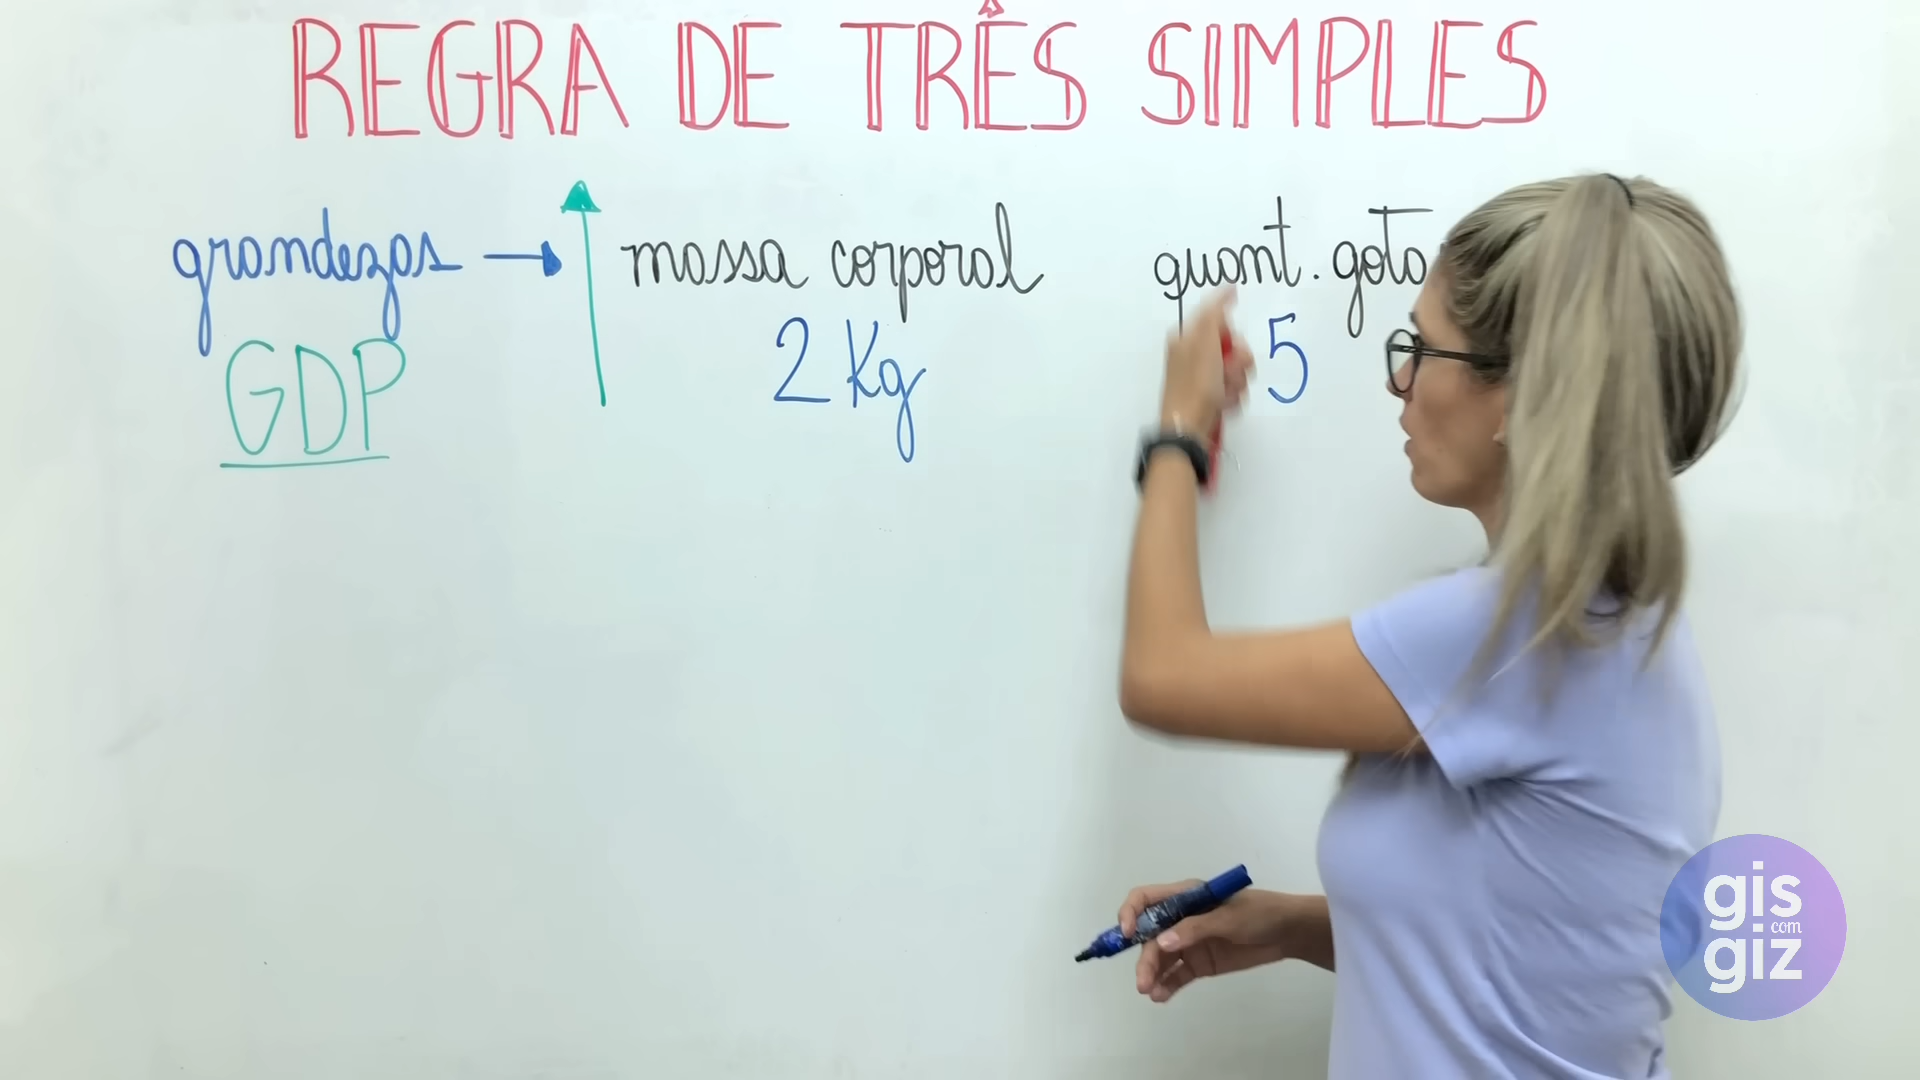 REGRA DE TRÊS SIMPLES
grandezas → massa corporal quant. gota
GDP 2 Kg 5
gis
com
giz